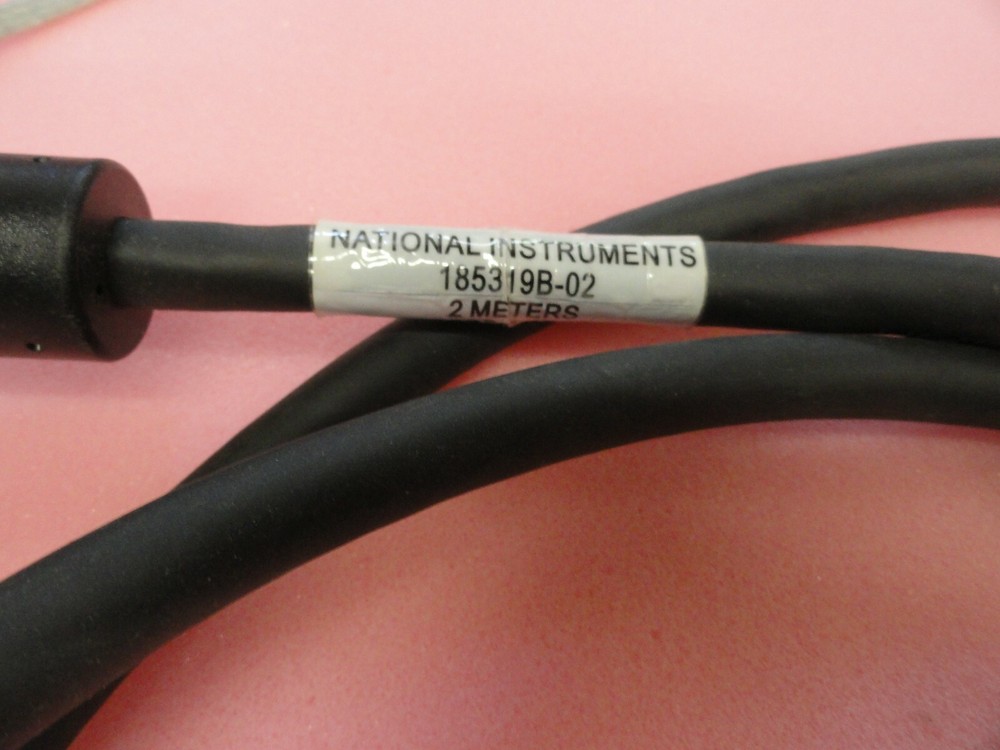 NATIONAL INSTRUMENTS
185319B-02
2 METERS